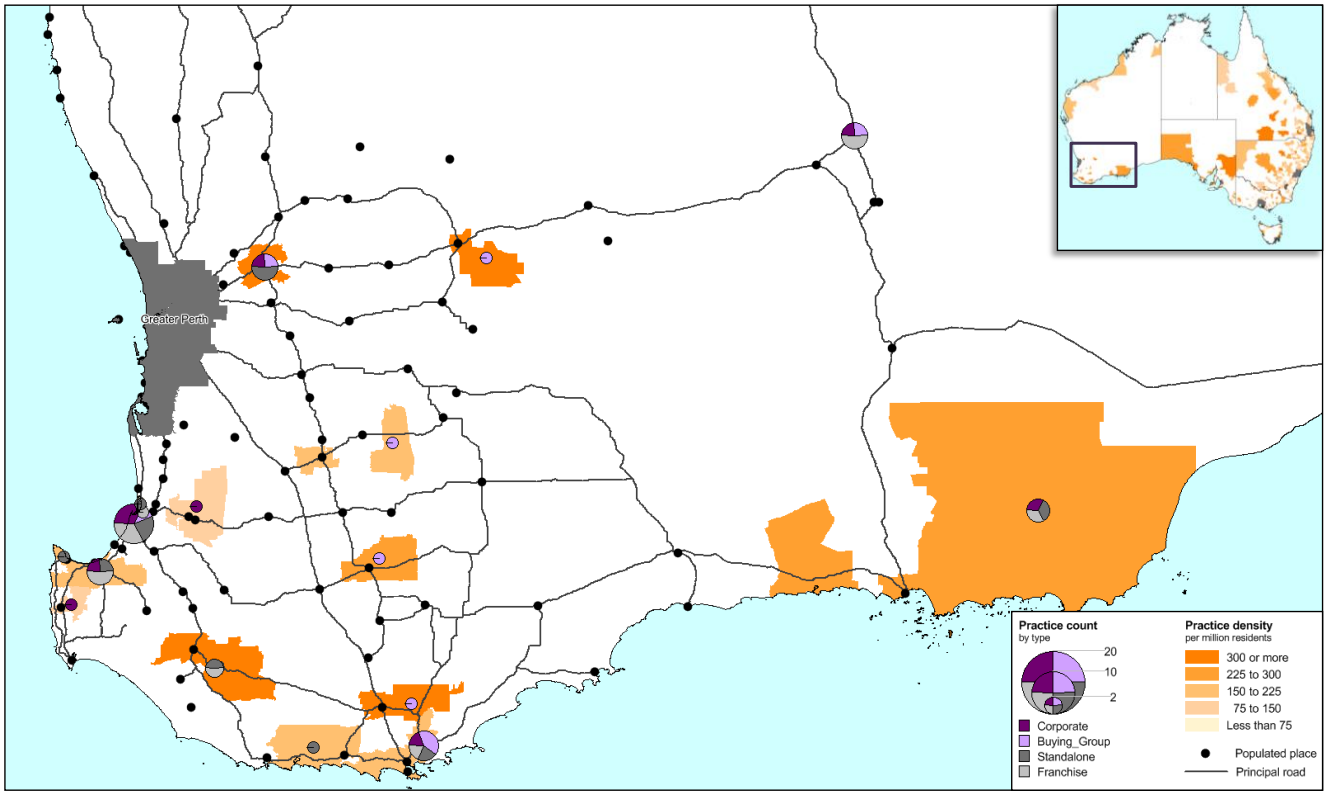 Greater Perth
Practice count
by type
20
10
2
Corporate
Buying_Group
Standalone
Franchise
Practice density
per million residents
300 or more
225 to 300
150 to 225
75 to 150
Less than 75
Populated place
Principal road